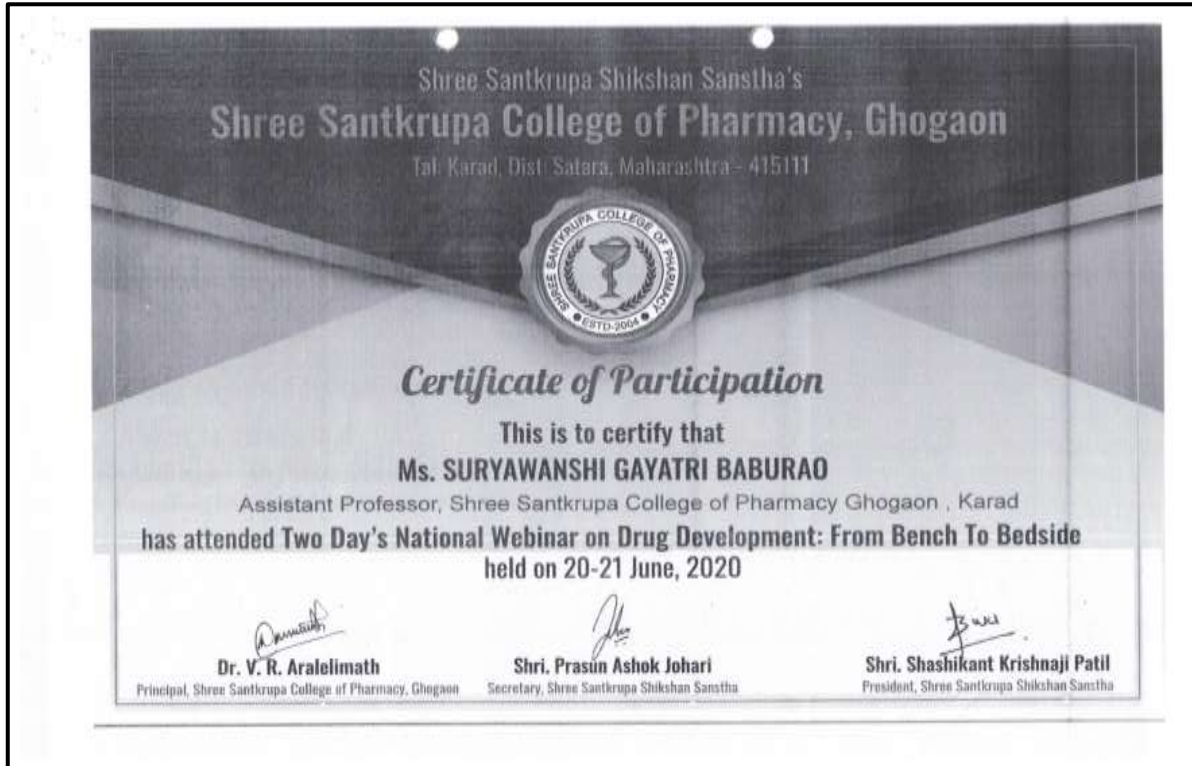 Shree Santkrupa Shikshan Sanstha's
Shree Santkrupa College of Pharmacy, Ghogaon
Tal: Karad, Dist: Satara, Maharashtra - 415111
SHREE SANTKRUPA COLLEGE OF PHARMACY
ESTD-2004
Certificate of Participation
This is to certify that
Ms. SURYAWANSHI GAYATRI BABURAO
Assistant Professor, Shree Santkrupa College of Pharmacy Ghogaon , Karad
has attended Two Day's National Webinar on Drug Development: From Bench To Bedside
held on 20-21 June, 2020
Dr. V. R. Aralelimath
Principal, Shree Santkrupa College of Pharmacy, Ghogaon
Shri. Prasun Ashok Johari
Secretary, Shree Santkrupa Shikshan Sanstha
Shri. Shashikant Krishnaji Patil
President, Shree Santkrupa Shikshan Sanstha